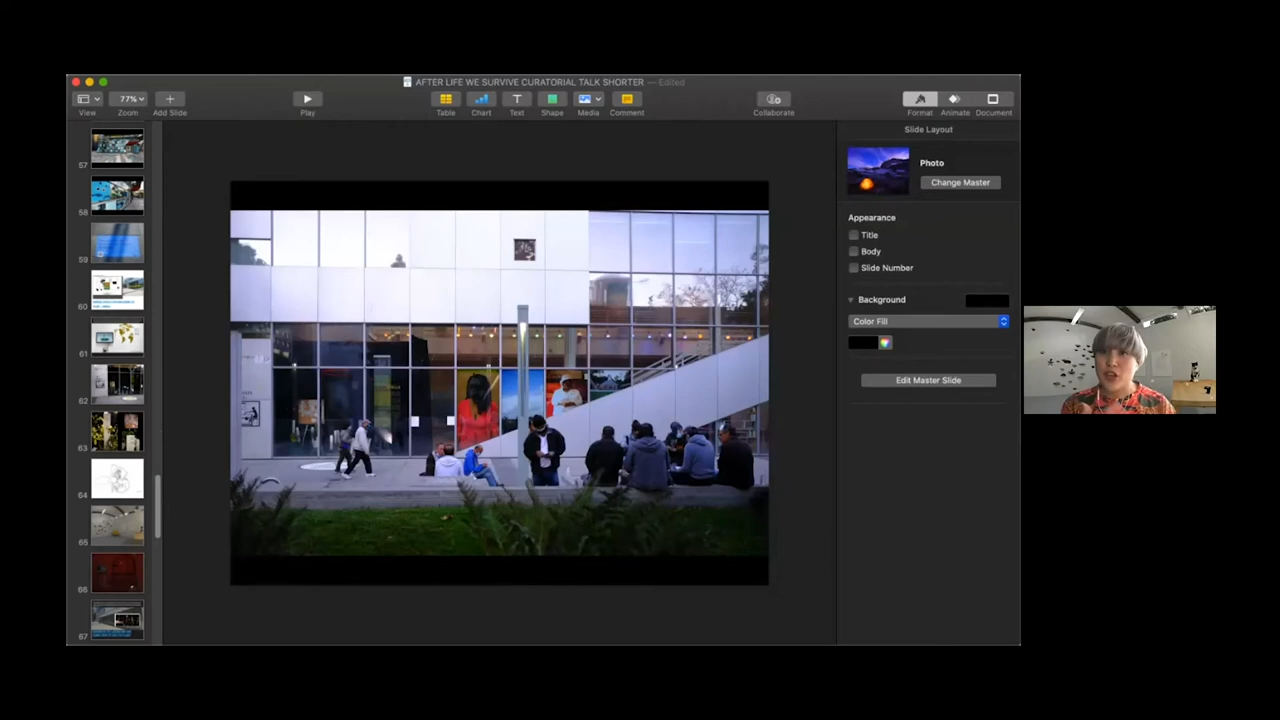 AFTER LIFE WE SURVIVE CURATORIAL TALK SHORTER — Edited
77%
View
Zoom
Add Slide
Play
Table
Chart
Text
Shape
Media
Comment
Collaborate
Format
Animate
Document
Slide Layout
Photo
Change Master
Appearance
Title
Body
Slide Number
Background
Color Fill
Edit Master Slide
57
58
59
60
61
62
63
64
65
66
67